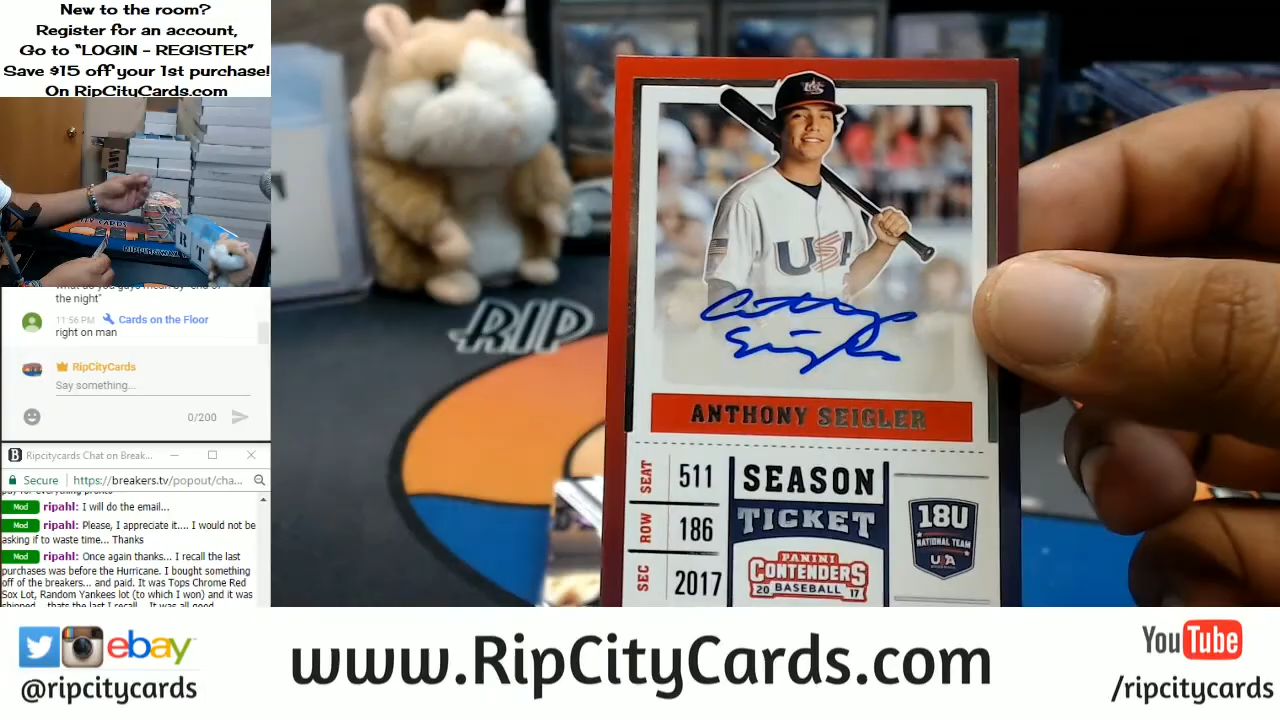 New to the room?
Register for an account,
Go to "LOGIN - REGISTER"
Save $15 off your 1st purchase!
On RipCityCards.com
the night"
11:56 PM Cards on the Floor
right on man
RipCityCards
Say something...
0/200
Ripcitycards Chat on Break...
Secure https://breakers.tv/popout/cha...
Mod ripahl: I will do the email...
Mod ripahl: Please, I appreciate it.... I would not be
asking if to waste time... Thanks
Mod ripahl: Once again thanks... I recall the last
purchases was before the Hurricane. I bought something
off of the breakers... and paid. It was Tops Chrome Red
Sox Lot, Random Yankees lot (to which I won) and it was
RIP
USA
Anthony
Seigler
ANTHONY SEIGLER
SEAT 511
ROW 186
SEC 2017
SEASON
TICKET
PANINI
CONTENDERS
BASEBALL
20 17
18U
NATIONAL TEAM
USA
ebay
@ripcitycards
www.RipCityCards.com
YouTube
/ripcitycards